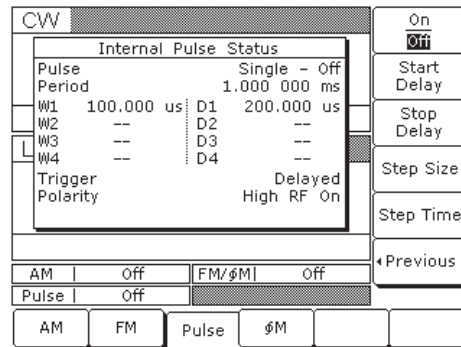 CW
Internal Pulse Status
Pulse Single - Off
Period 1.000 000 ms
W1 100.000 us D1 200.000 us
W2 -- D2 --
W3 -- D3 --
W4 -- D4 --
Trigger Delayed
Polarity High RF On
L
AM Off FM/ϕM Off
Pulse Off
On
Off
Start
Delay
Stop
Delay
Step Size
Step Time
Previous
AM FM Pulse ϕM